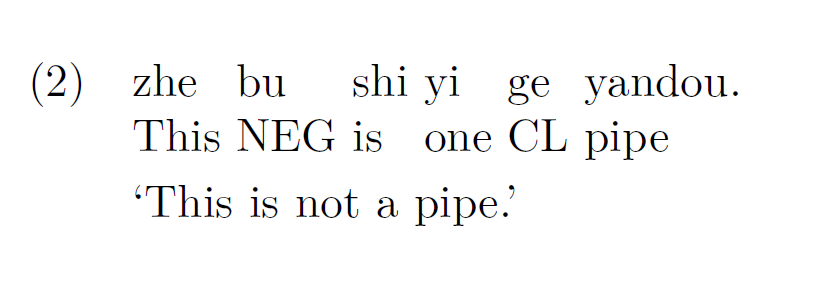 (2) zhe bu shi yi ge yandou.
This NEG is one CL pipe
‘This is not a pipe.’